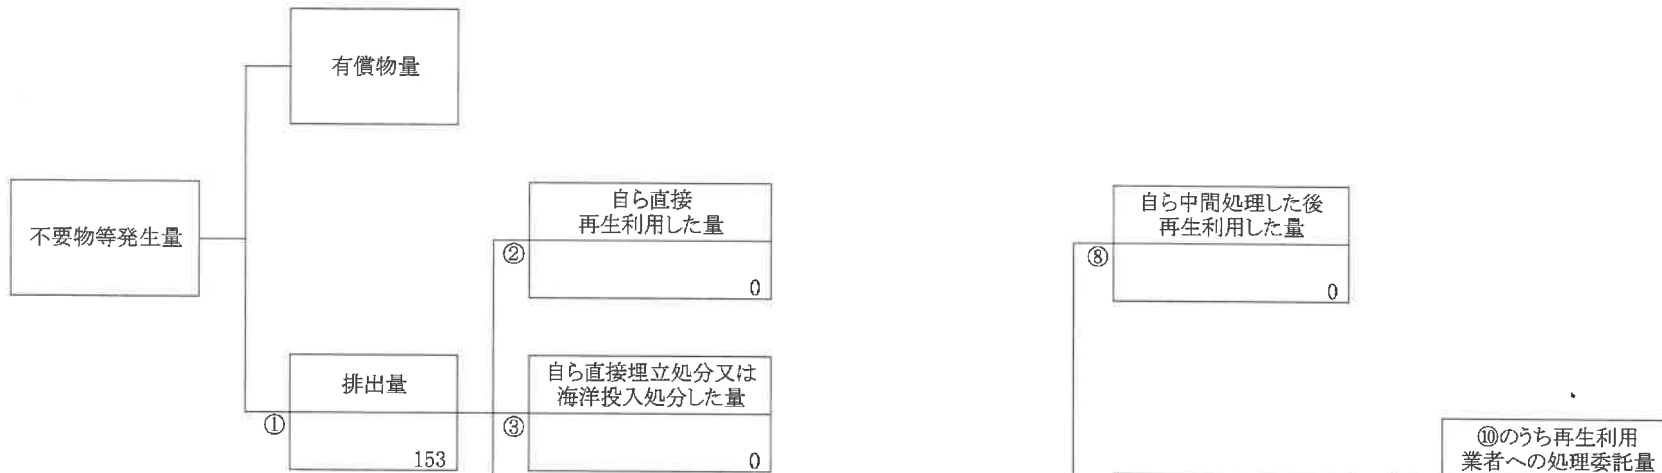 有償物量
不要物等発生量
自ら直接
再生利用した量
②
0
自ら中間処理した後
再生利用した量
⑧
0
排出量
①
153
自ら直接埋立処分又は
海洋投入処分した量
③
0
⑩のうち再生利用
業者への処理委託量